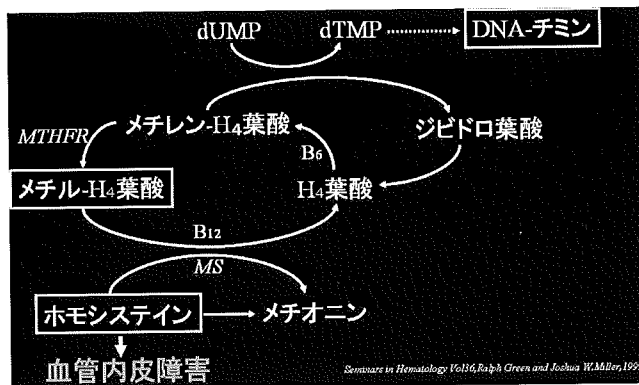 dUMP dTMP DNA-チミン
メチレン-H4葉酸 ジビドロ葉酸
MTHFR
B6
メチル-H4葉酸 H4葉酸
B12
MS
ホモシステイン メチオニン
血管内皮障害
Seminars in Hematology Vol36, Ralph Green and Joshua W.Miller,